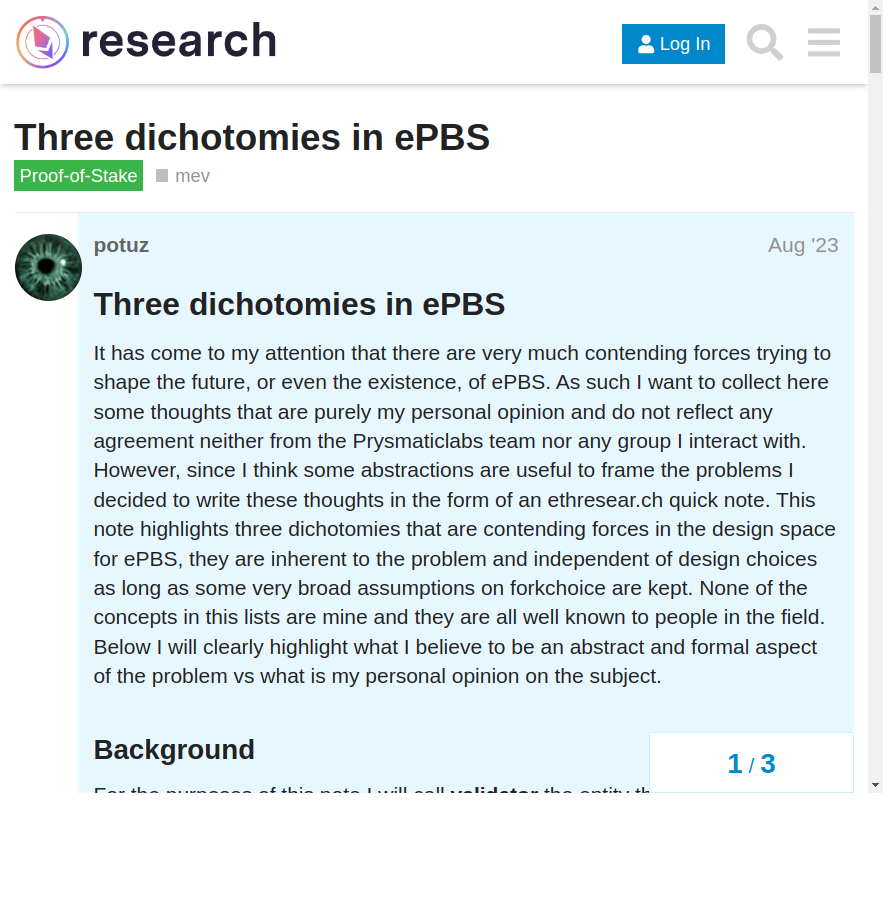 research
Log In
Three dichotomies in ePBS
Proof-of-Stake mev
potuz Aug '23
Three dichotomies in ePBS
It has come to my attention that there are very much contending forces trying to
shape the future, or even the existence, of ePBS. As such I want to collect here
some thoughts that are purely my personal opinion and do not reflect any
agreement neither from the Prysmaticlabs team nor any group I interact with.
However, since I think some abstractions are useful to frame the problems I
decided to write these thoughts in the form of an ethresear.ch quick note. This
note highlights three dichotomies that are contending forces in the design space
for ePBS, they are inherent to the problem and independent of design choices
as long as some very broad assumptions on forkchoice are kept. None of the
concepts in this lists are mine and they are all well known to people in the field.
Below I will clearly highlight what I believe to be an abstract and formal aspect
of the problem vs what is my personal opinion on the subject.
Background
1 / 3
For the purposes of this note I will call validator the entity